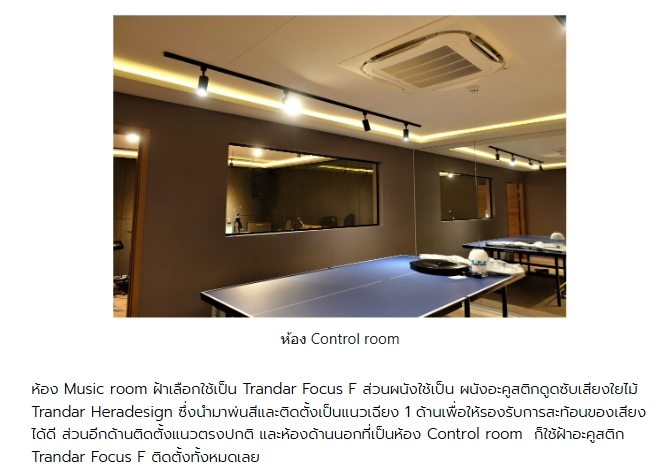 ห้อง Control room
ห้อง Music room ฝ้าเลือกใช้เป็น Trandar Focus F ส่วนผนังใช้เป็น ผนังอะคูสติกดูดซับเสียงใยไม้
Trandar Heradesign ซึ่งนำมาพ่นสีและติดตั้งเป็นแนวเฉียง 1 ด้านเพื่อให้รองรับการสะท้อนของเสียง
ได้ดี ส่วนอีกด้านติดตั้งแนวตรงปกติ และห้องด้านนอกที่เป็นห้อง Control room ก็ใช้ฝ้าอะคูสติก
Trandar Focus F ติดตั้งทั้งหมดเลย